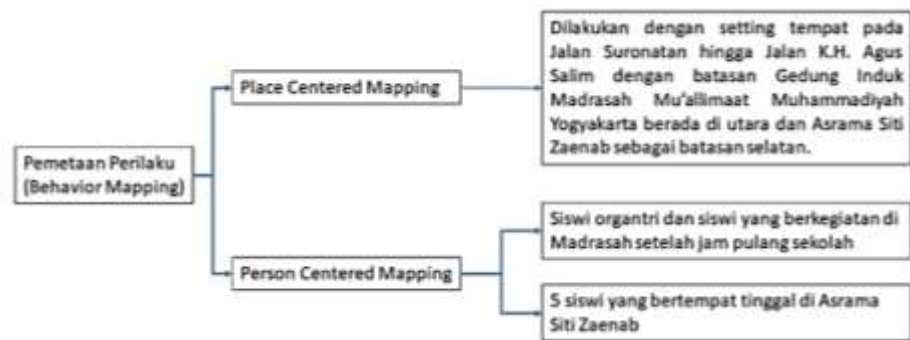 Pemetaan Perilaku
(Behavior Mapping)
Place Centered Mapping
Dilakukan dengan setting tempat pada
Jalan Suronatan hingga Jalan K.H. Agus
Salim dengan batasan Gedung Induk
Madrasah Mu'allimaat Muhammadiyah
Yogyakarta berada di utara dan Asrama Siti
Zaenab sebagai batasan selatan.
Person Centered Mapping
Siswi organtri dan siswi yang berkegiatan di
Madrasah setelah jam pulang sekolah
5 siswi yang bertempat tinggal di Asrama
Siti Zaenab